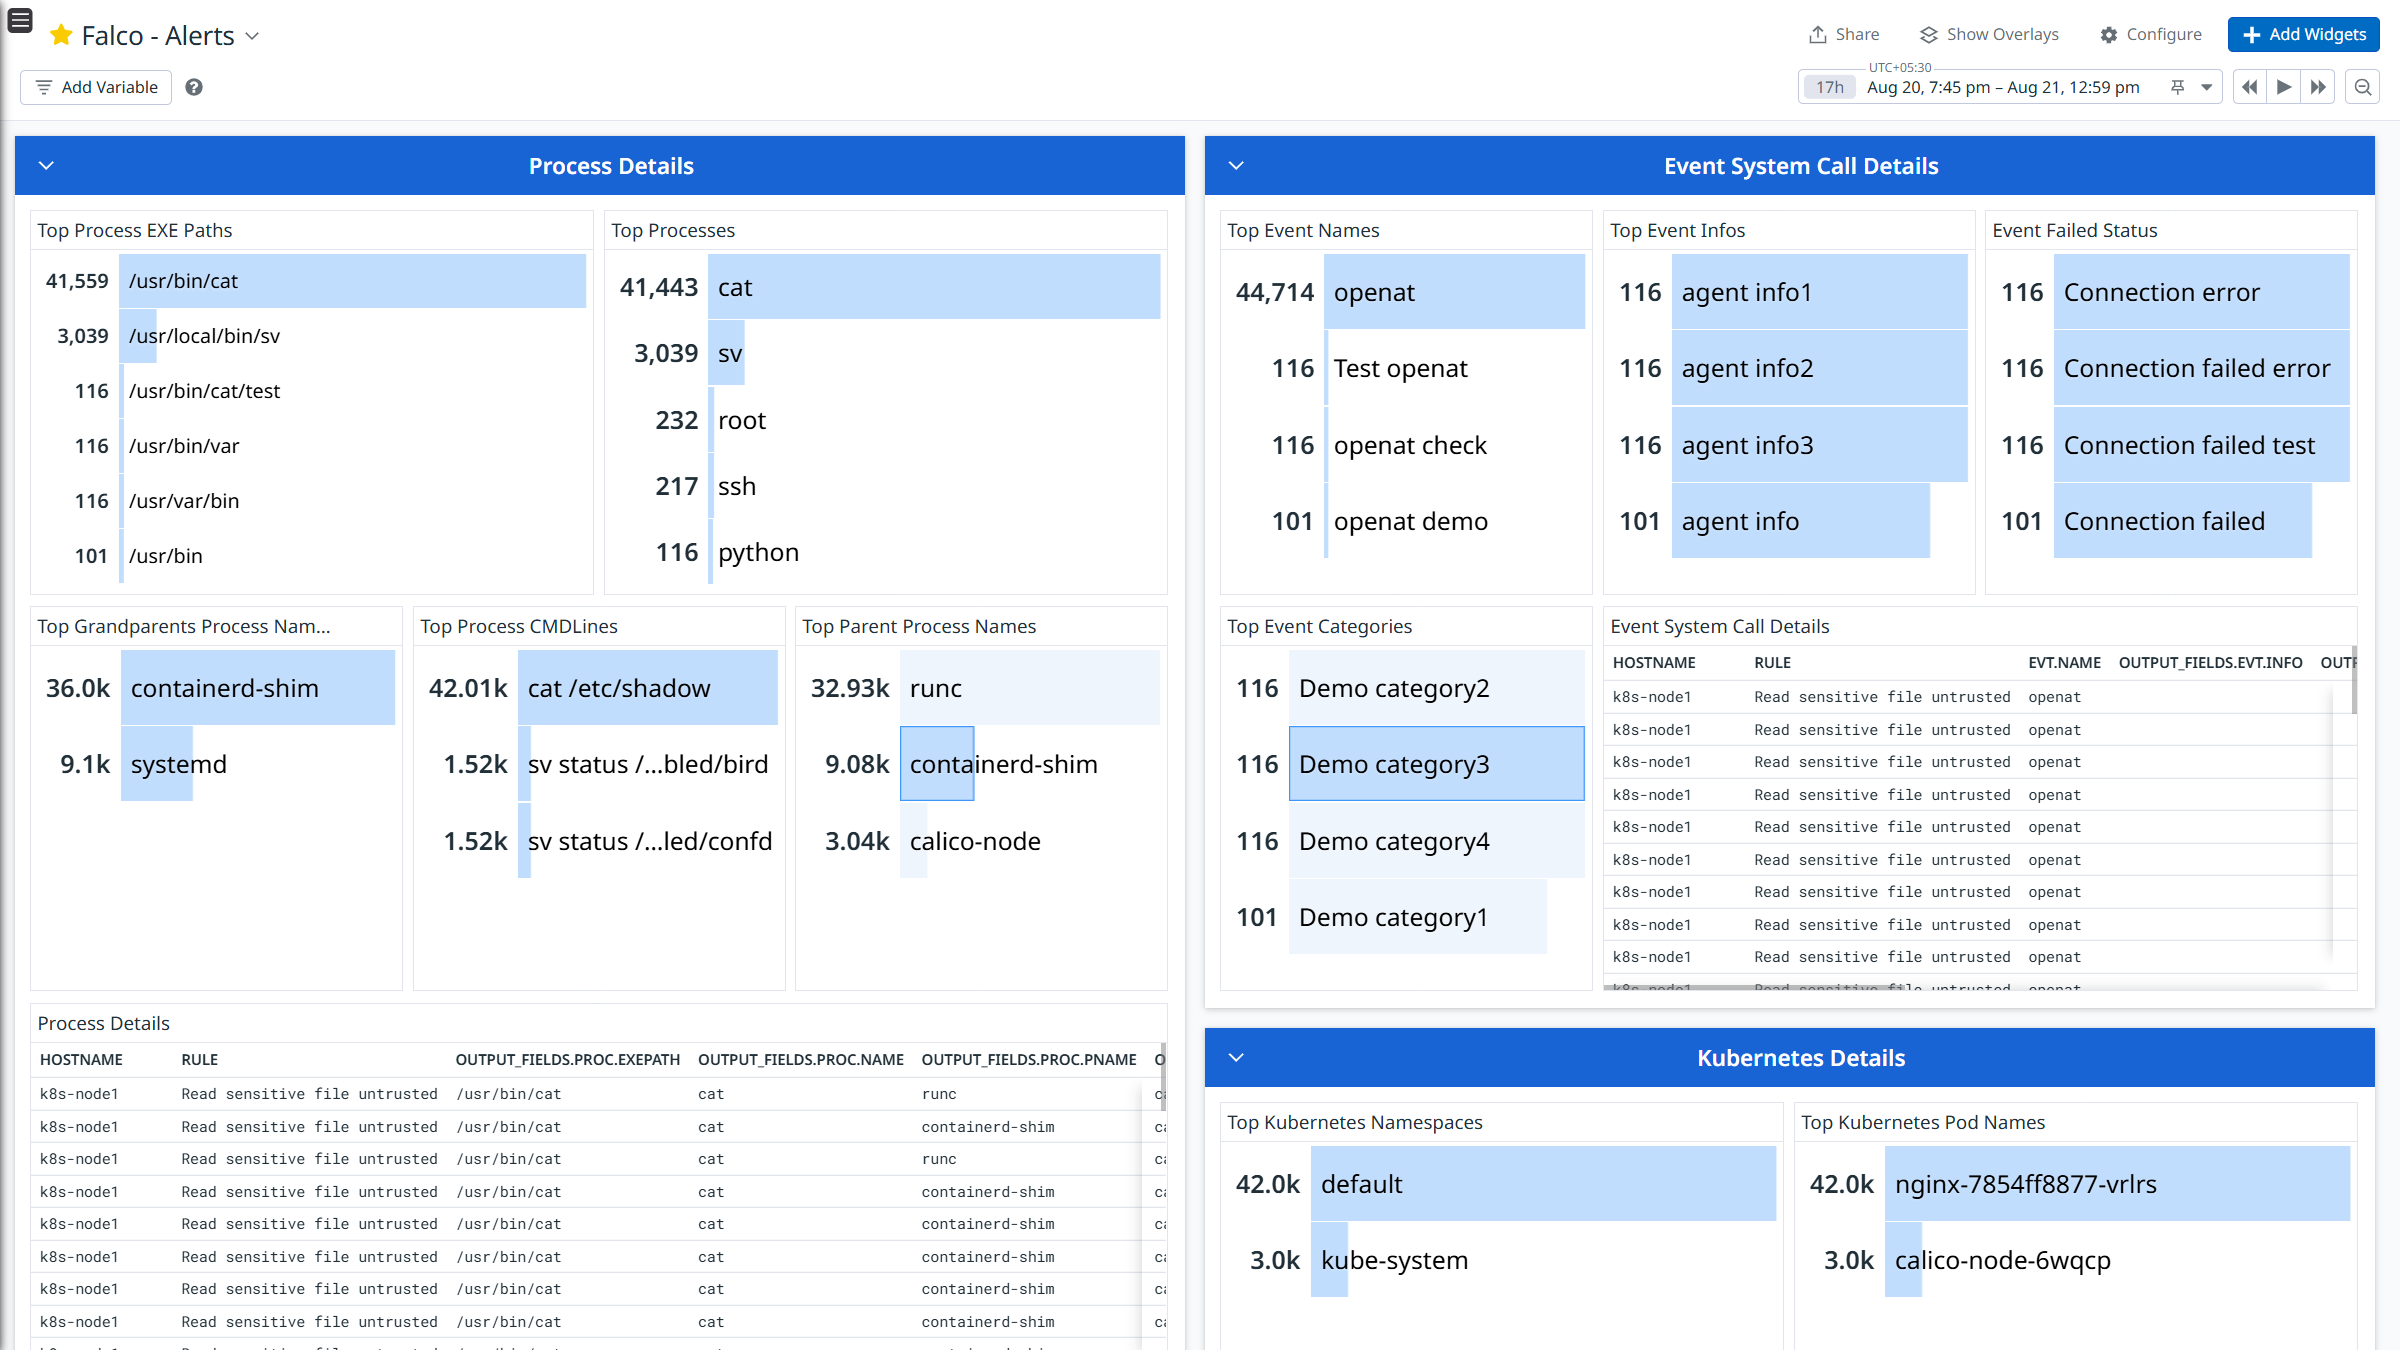 Falco - Alerts
Share
Show Overlays
Configure
Add Widgets
Add Variable
UTC+05:30
17h Aug 20, 7:45 pm – Aug 21, 12:59 pm
Process Details
Top Process EXE Paths
41,559 /usr/bin/cat
3,039 /usr/local/bin/sv
116 /usr/bin/cat/test
116 /usr/bin/var
116 /usr/var/bin
101 /usr/bin
Top Processes
41,443 cat
3,039 sv
232 root
217 ssh
116 python
Top Grandparents Process Nam...
36.0k containerd-shim
9.1k systemd
Top Process CMDLines
42.01k cat /etc/shadow
1.52k sv status /...bled/bird
1.52k sv status /...led/confd
Top Parent Process Names
32.93k runc
9.08k containerd-shim
3.04k calico-node
Process Details
HOSTNAME RULE OUTPUT_FIELDS.PROC.EXEPATH OUTPUT_FIELDS.PROC.NAME OUTPUT_FIELDS.PROC.PNAME
k8s-node1 Read sensitive file untrusted /usr/bin/cat cat runc
k8s-node1 Read sensitive file untrusted /usr/bin/cat cat containerd-shim
k8s-node1 Read sensitive file untrusted /usr/bin/cat cat runc
k8s-node1 Read sensitive file untrusted /usr/bin/cat cat containerd-shim
k8s-node1 Read sensitive file untrusted /usr/bin/cat cat containerd-shim
k8s-node1 Read sensitive file untrusted /usr/bin/cat cat containerd-shim
k8s-node1 Read sensitive file untrusted /usr/bin/cat cat containerd-shim
k8s-node1 Read sensitive file untrusted /usr/bin/cat cat containerd-shim
Event System Call Details
Top Event Names
44,714 openat
116 Test openat
116 openat check
101 openat demo
Top Event Infos
116 agent info1
116 agent info2
116 agent info3
101 agent info
Event Failed Status
116 Connection error
116 Connection failed error
116 Connection failed test
101 Connection failed
Top Event Categories
116 Demo category2
116 Demo category3
116 Demo category4
101 Demo category1
Event System Call Details
HOSTNAME RULE EVT.NAME OUTPUT_FIELDS.EVT.INFO
k8s-node1 Read sensitive file untrusted openat
k8s-node1 Read sensitive file untrusted openat
k8s-node1 Read sensitive file untrusted openat
k8s-node1 Read sensitive file untrusted openat
k8s-node1 Read sensitive file untrusted openat
k8s-node1 Read sensitive file untrusted openat
k8s-node1 Read sensitive file untrusted openat
k8s-node1 Read sensitive file untrusted openat
k8s-node1 Read sensitive file untrusted openat
Kubernetes Details
Top Kubernetes Namespaces
42.0k default
3.0k kube-system
Top Kubernetes Pod Names
42.0k nginx-7854ff8877-vrlrs
3.0k calico-node-6wqcp